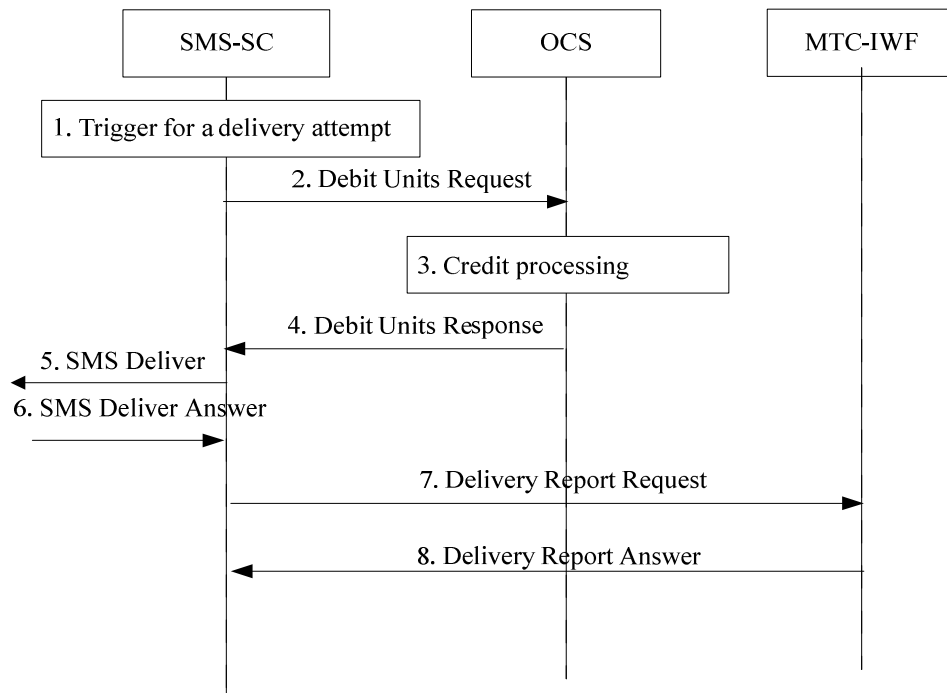 SMS-SC
OCS
MTC-IWF
1. Trigger for a delivery attempt
2. Debit Units Request
3. Credit processing
4. Debit Units Response
5. SMS Deliver
6. SMS Deliver Answer
7. Delivery Report Request
8. Delivery Report Answer